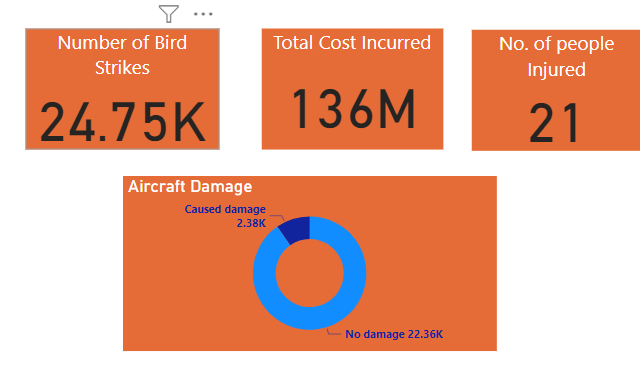 Number of Bird
Strikes
24.75K
Total Cost Incurred
136M
No. of people
Injured
21
Aircraft Damage
Caused damage
2.38K
No damage 22.36K